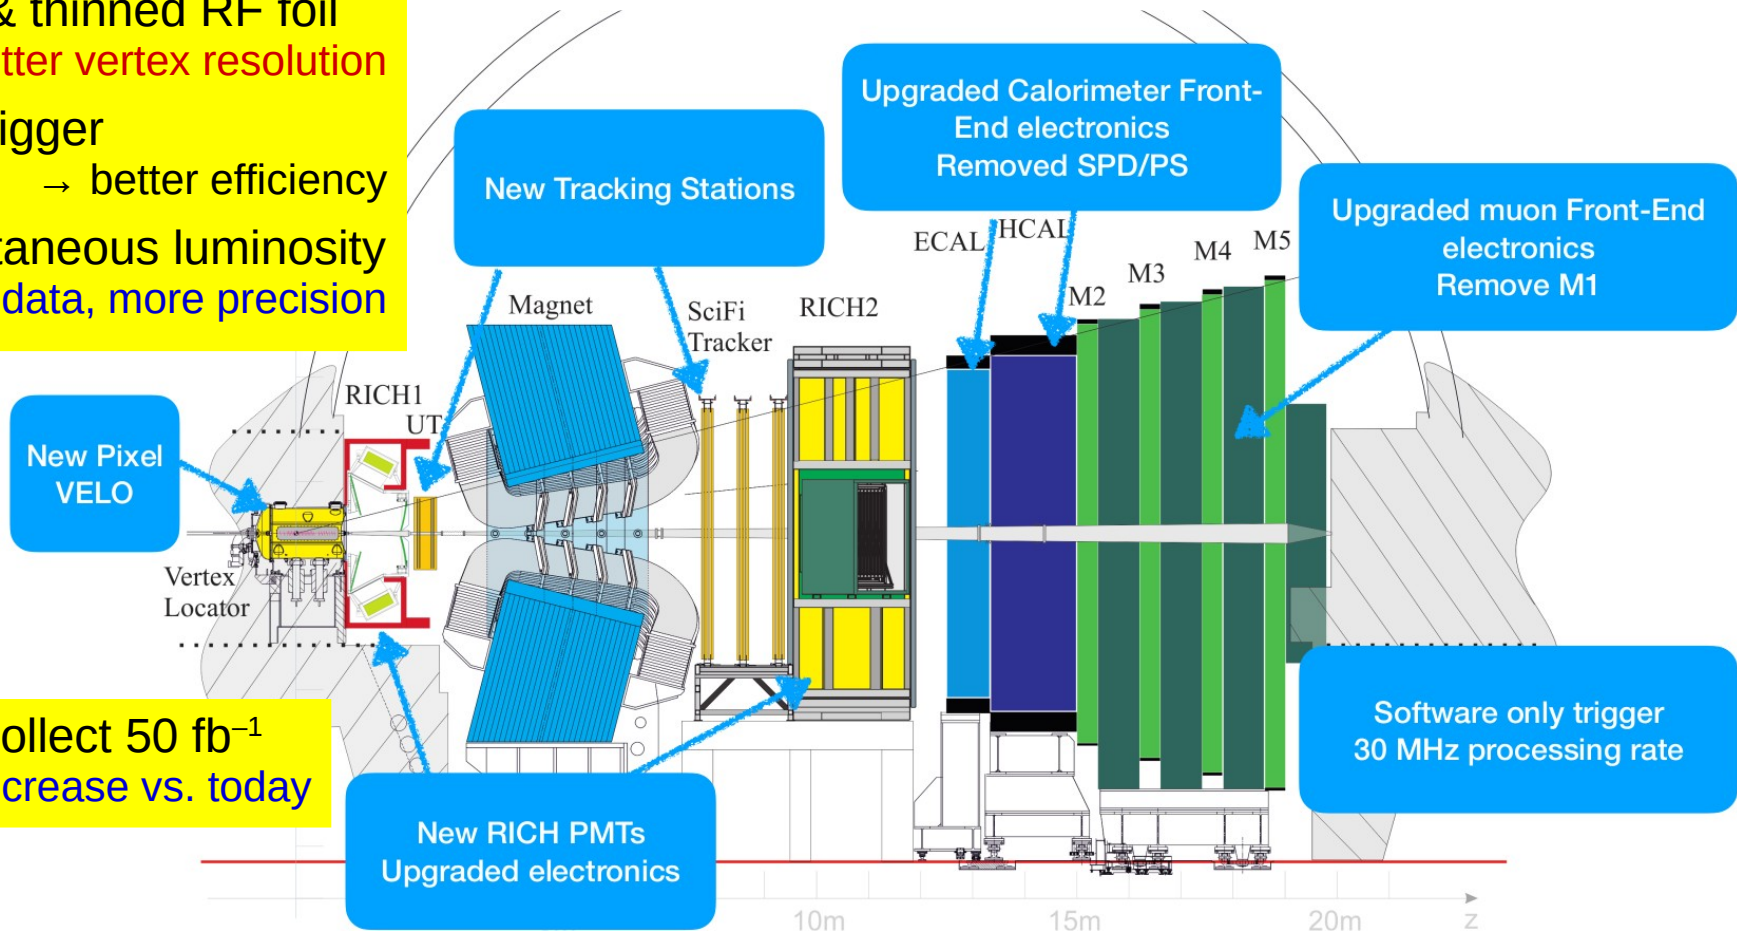 & thinned RF foil
tter vertex resolution
igger
→ better efficiency
taneous luminosity
data, more precision
New Tracking Stations
Upgraded Calorimeter Front-
End electronics
Removed SPD/PS
Upgraded muon Front-End
electronics
Remove M1
ECAL
HCAL
M2
M3
M4
M5
Magnet
SciFi
Tracker
RICH2
RICH1
UT
New Pixel
VELO
Vertex
Locator
ollect 50 fb⁻¹
crease vs. today
New RICH PMTs
Upgraded electronics
Software only trigger
30 MHz processing rate
10m
15m
20m
z